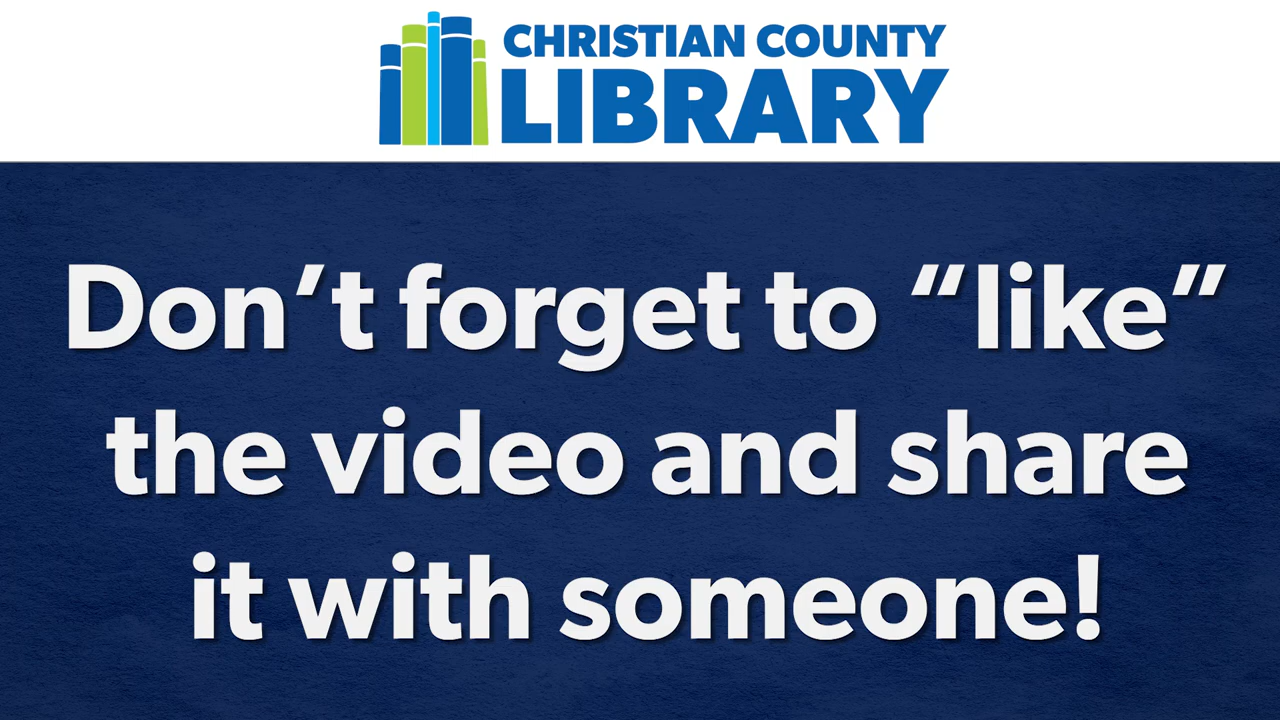 CHRISTIAN COUNTY
LIBRARY
Don’t forget to “like”
the video and share
it with someone!